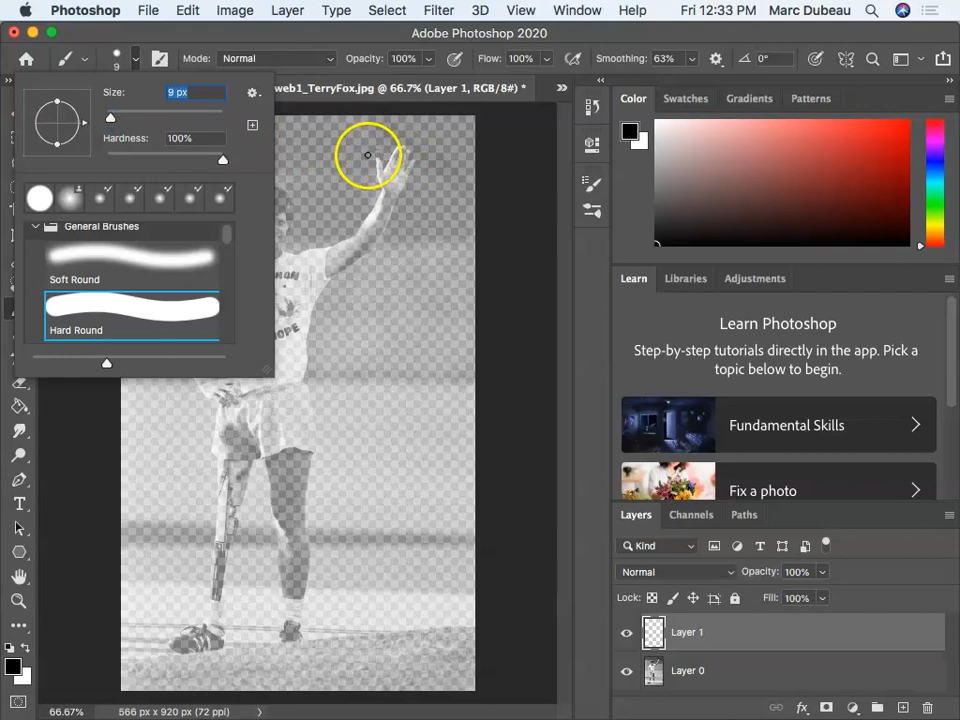 Photoshop File Edit Image Layer Type Select Filter 3D View Window Help Fri 12:33 PM Marc Dubeau
Adobe Photoshop 2020
9 Mode: Normal Opacity: 100% Flow: 100% Smoothing: 63% 0°
web1_TerryFox.jpg @ 66.7% (Layer 1, RGB/8#) *
Size: 9 px
Hardness: 100%
General Brushes
Soft Round
Hard Round
HOPE
Color Swatches Gradients Patterns
Learn Libraries Adjustments
Learn Photoshop
Step-by-step tutorials directly in the app. Pick a
topic below to begin.
Fundamental Skills
Fix a photo
Layers Channels Paths
Kind
Normal Opacity: 100%
Lock: Fill: 100%
Layer 1
Layer 0
fx
66.67% 566 px x 920 px (72 ppi)